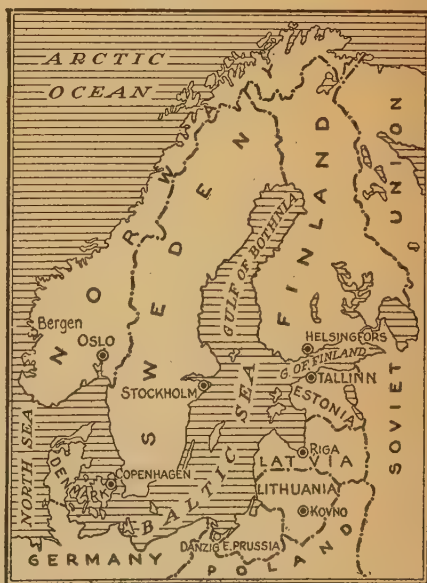 ARCTIC
OCEAN
NORWAY
SWEDEN
FINLAND
SOVIET UNION
GULF OF BOTHNIA
Bergen
OSLO
HELSINGFORS
G. OF FINLAND
STOCKHOLM
TALLINN
ESTONIA
NORTH SEA
BALTIC SEA
RIGA
LATVIA
DENMARK
COPENHAGEN
LITHUANIA
KOVNO
DANZIG
E. PRUSSIA
GERMANY
POLAND